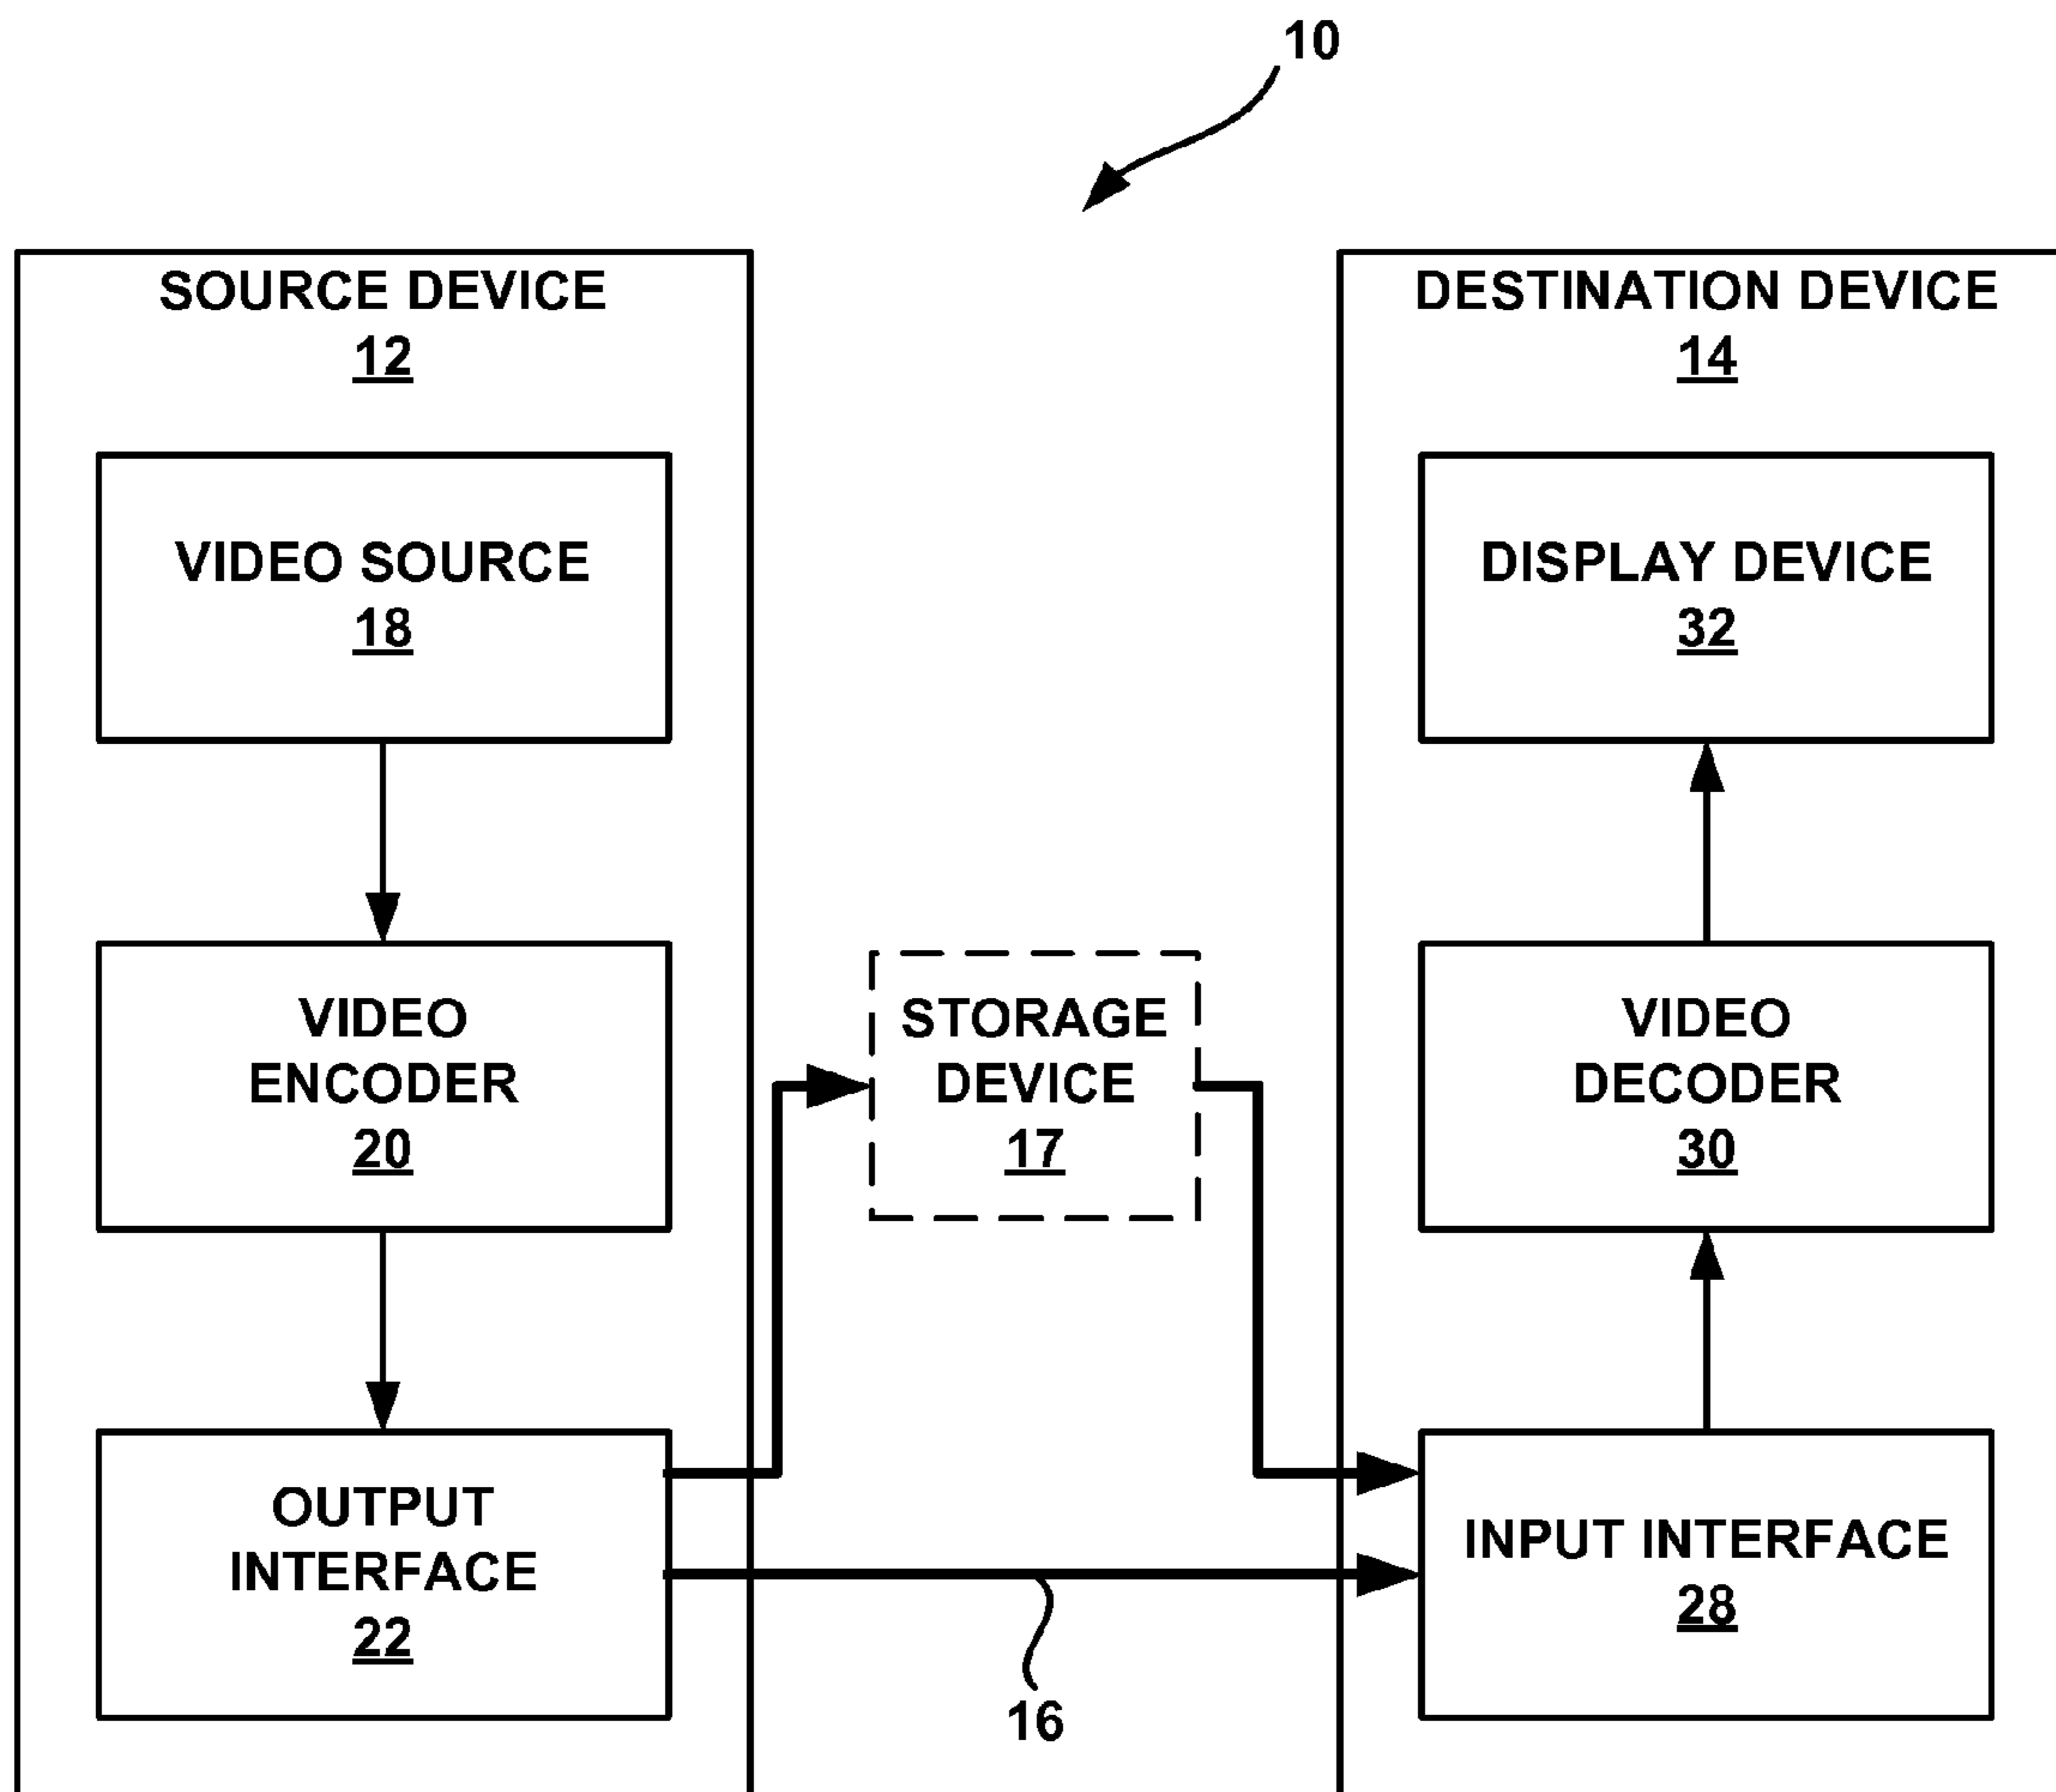 10
SOURCE DEVICE
12
VIDEO SOURCE
18
VIDEO
ENCODER
20
OUTPUT
INTERFACE
22
STORAGE
DEVICE
17
16
DESTINATION DEVICE
14
DISPLAY DEVICE
32
VIDEO
DECODER
30
INPUT INTERFACE
28